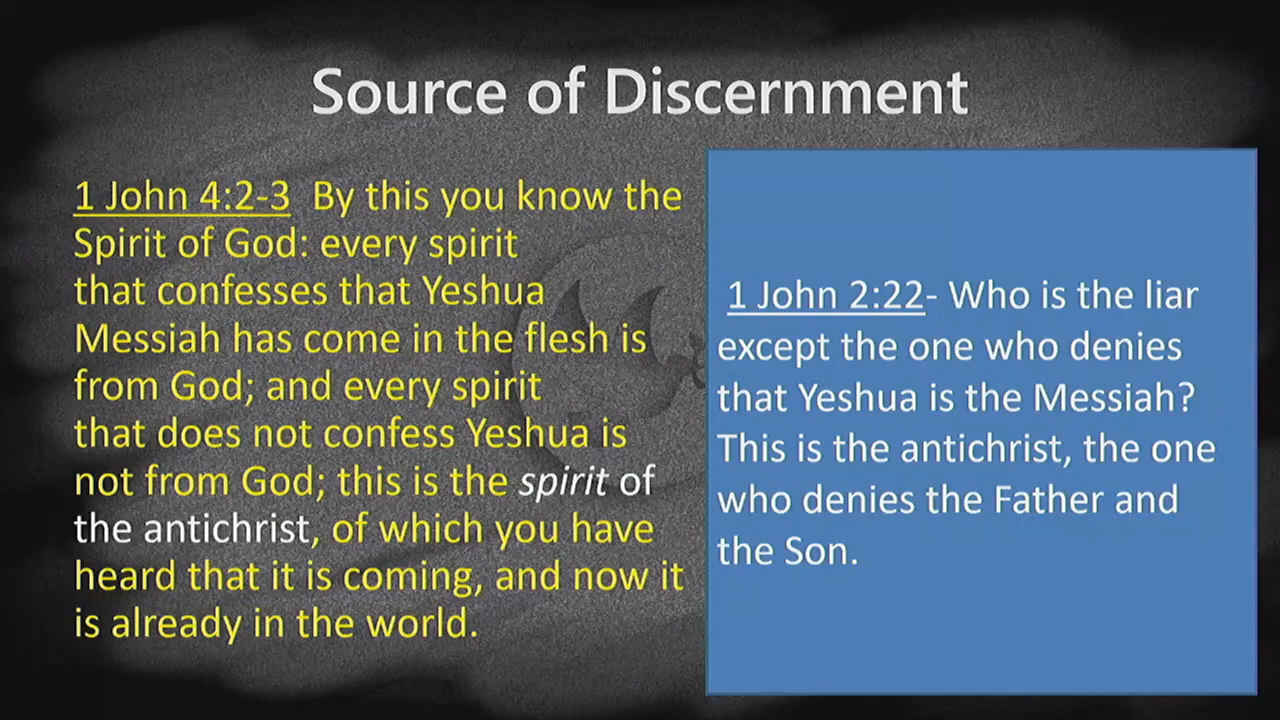 Source of Discernment
1 John 4:2-3 By this you know the
Spirit of God: every spirit
that confesses that Yeshua
Messiah has come in the flesh is
from God; and every spirit
that does not confess Yeshua is
not from God; this is the spirit of
the antichrist, of which you have
heard that it is coming, and now it
is already in the world.
1 John 2:22- Who is the liar
except the one who denies
that Yeshua is the Messiah?
This is the antichrist, the one
who denies the Father and
the Son.